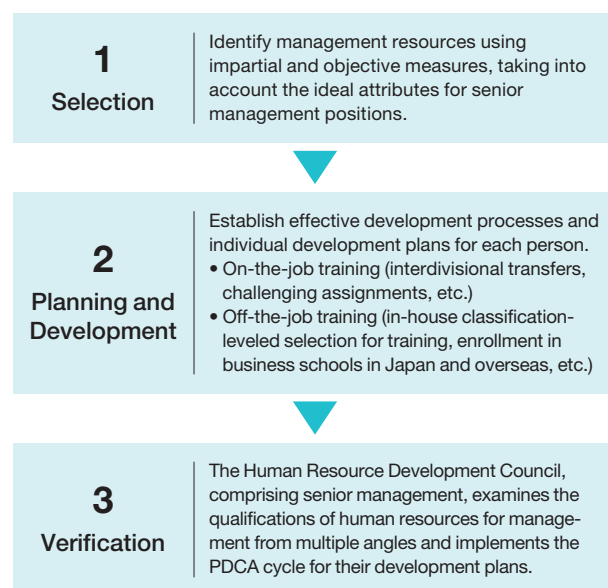 1
Selection
Identify management resources using
impartial and objective measures, taking into
account the ideal attributes for senior
management positions.
2
Planning and
Development
Establish effective development processes and
individual development plans for each person.
• On-the-job training (interdivisional transfers,
challenging assignments, etc.)
• Off-the-job training (in-house classification-
leveled selection for training, enrollment in
business schools in Japan and overseas, etc.)
3
Verification
The Human Resource Development Council,
comprising senior management, examines the
qualifications of human resources for manage-
ment from multiple angles and implements the
PDCA cycle for their development plans.